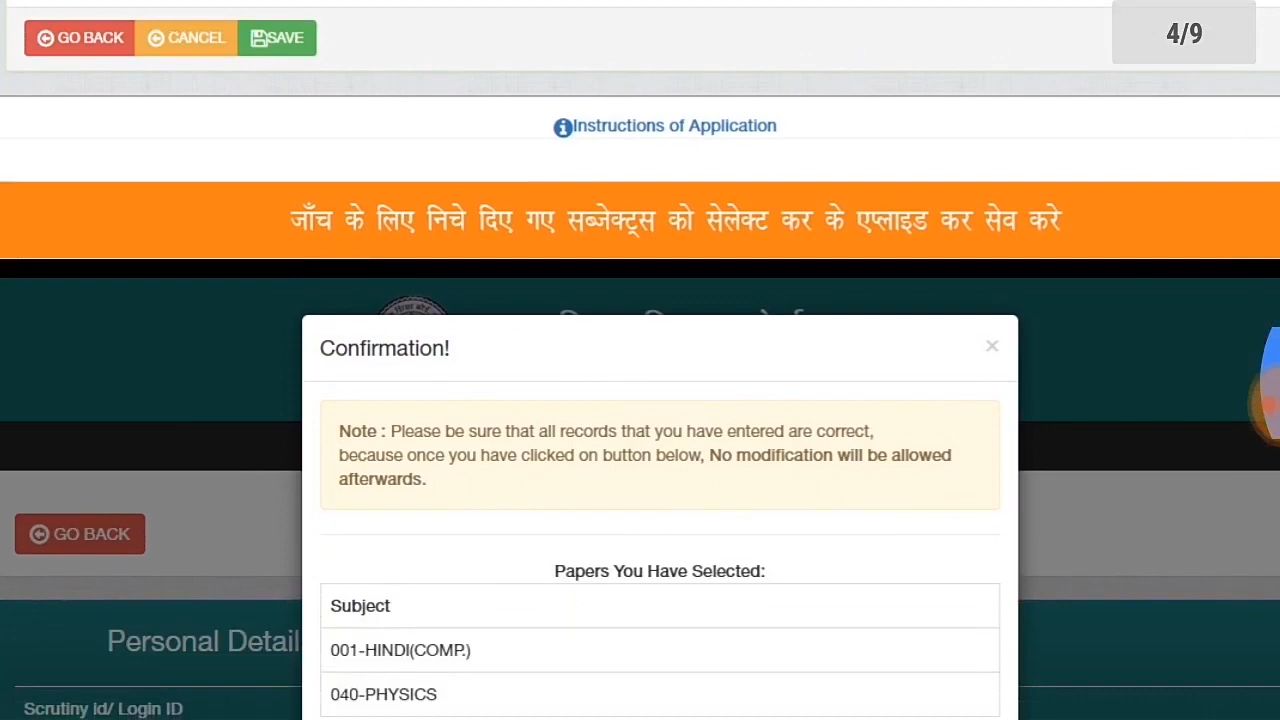 GO BACK CANCEL SAVE
4/9
Instructions of Application
जाँच के लिए निचे दिए गए सब्जेक्ट्स को सेलेक्ट कर के एप्लाइड कर सेव करे
Confirmation!
×
Note : Please be sure that all records that you have entered are correct,
because once you have clicked on button below, No modification will be allowed
afterwards.
GO BACK
Papers You Have Selected:
Subject
001-HINDI(COMP.)
040-PHYSICS
Personal Detail
Scrutiny id/ Login ID